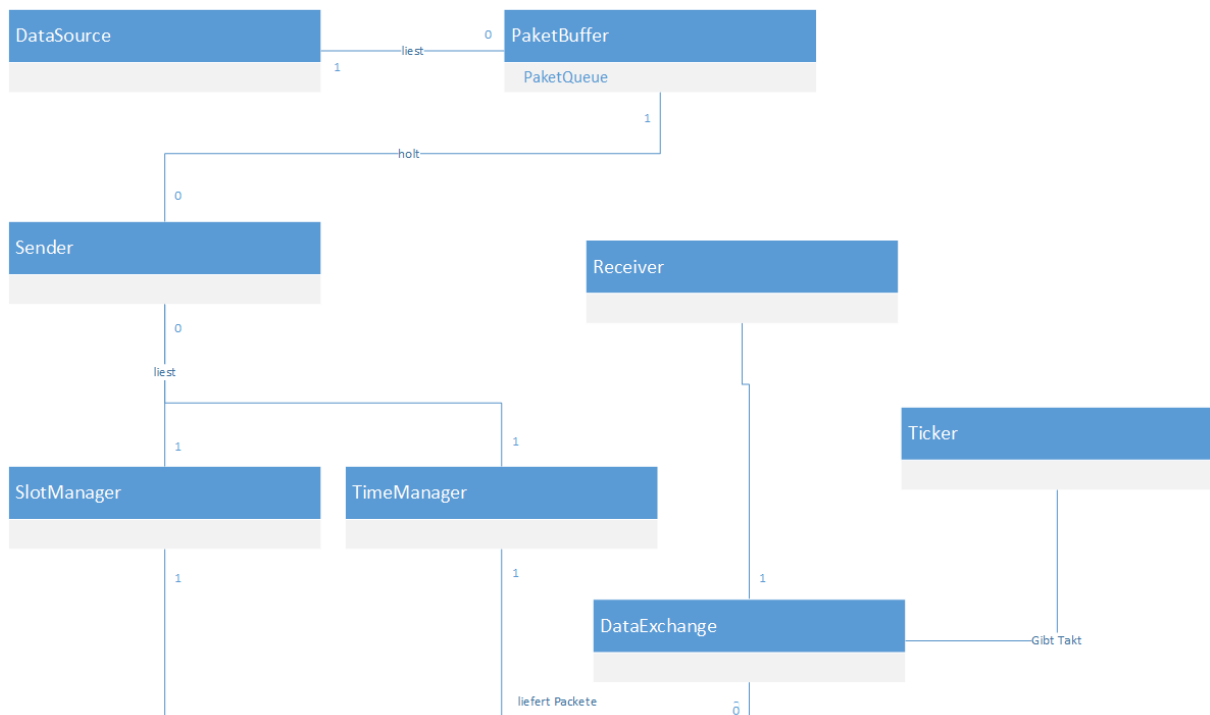 DataSource
liest
0
1
PaketBuffer
PaketQueue
1
holt
0
Sender
Receiver
0
liest
1
1
SlotManager
TimeManager
Ticker
1
1
1
DataExchange
Gibt Takt
liefert Packete
0